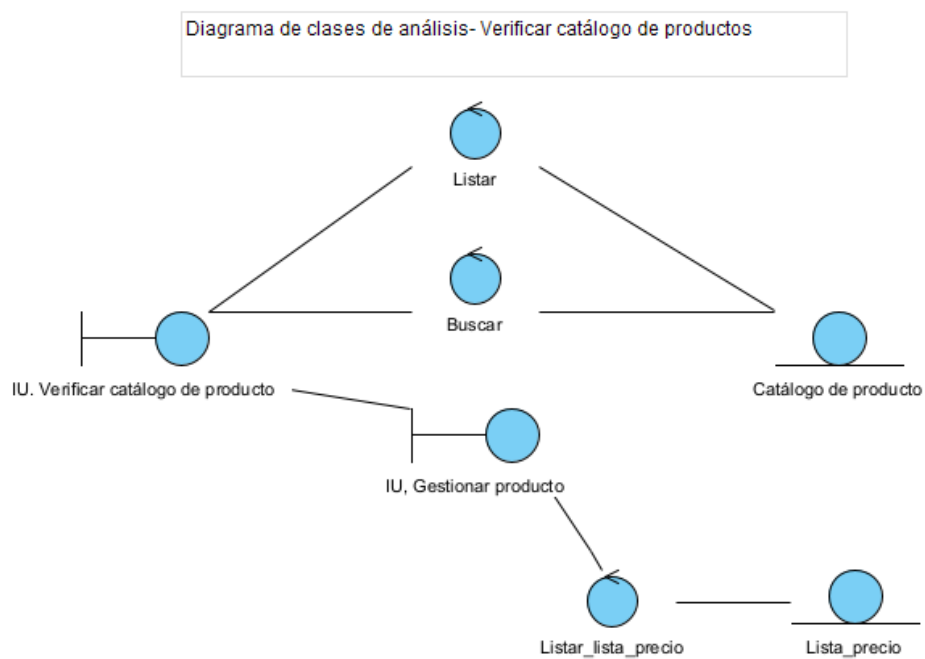 Diagrama de clases de análisis- Verificar catálogo de productos
Listar
Buscar
IU. Verificar catálogo de producto
Catálogo de producto
IU, Gestionar producto
Listar_lista_precio
Lista_precio